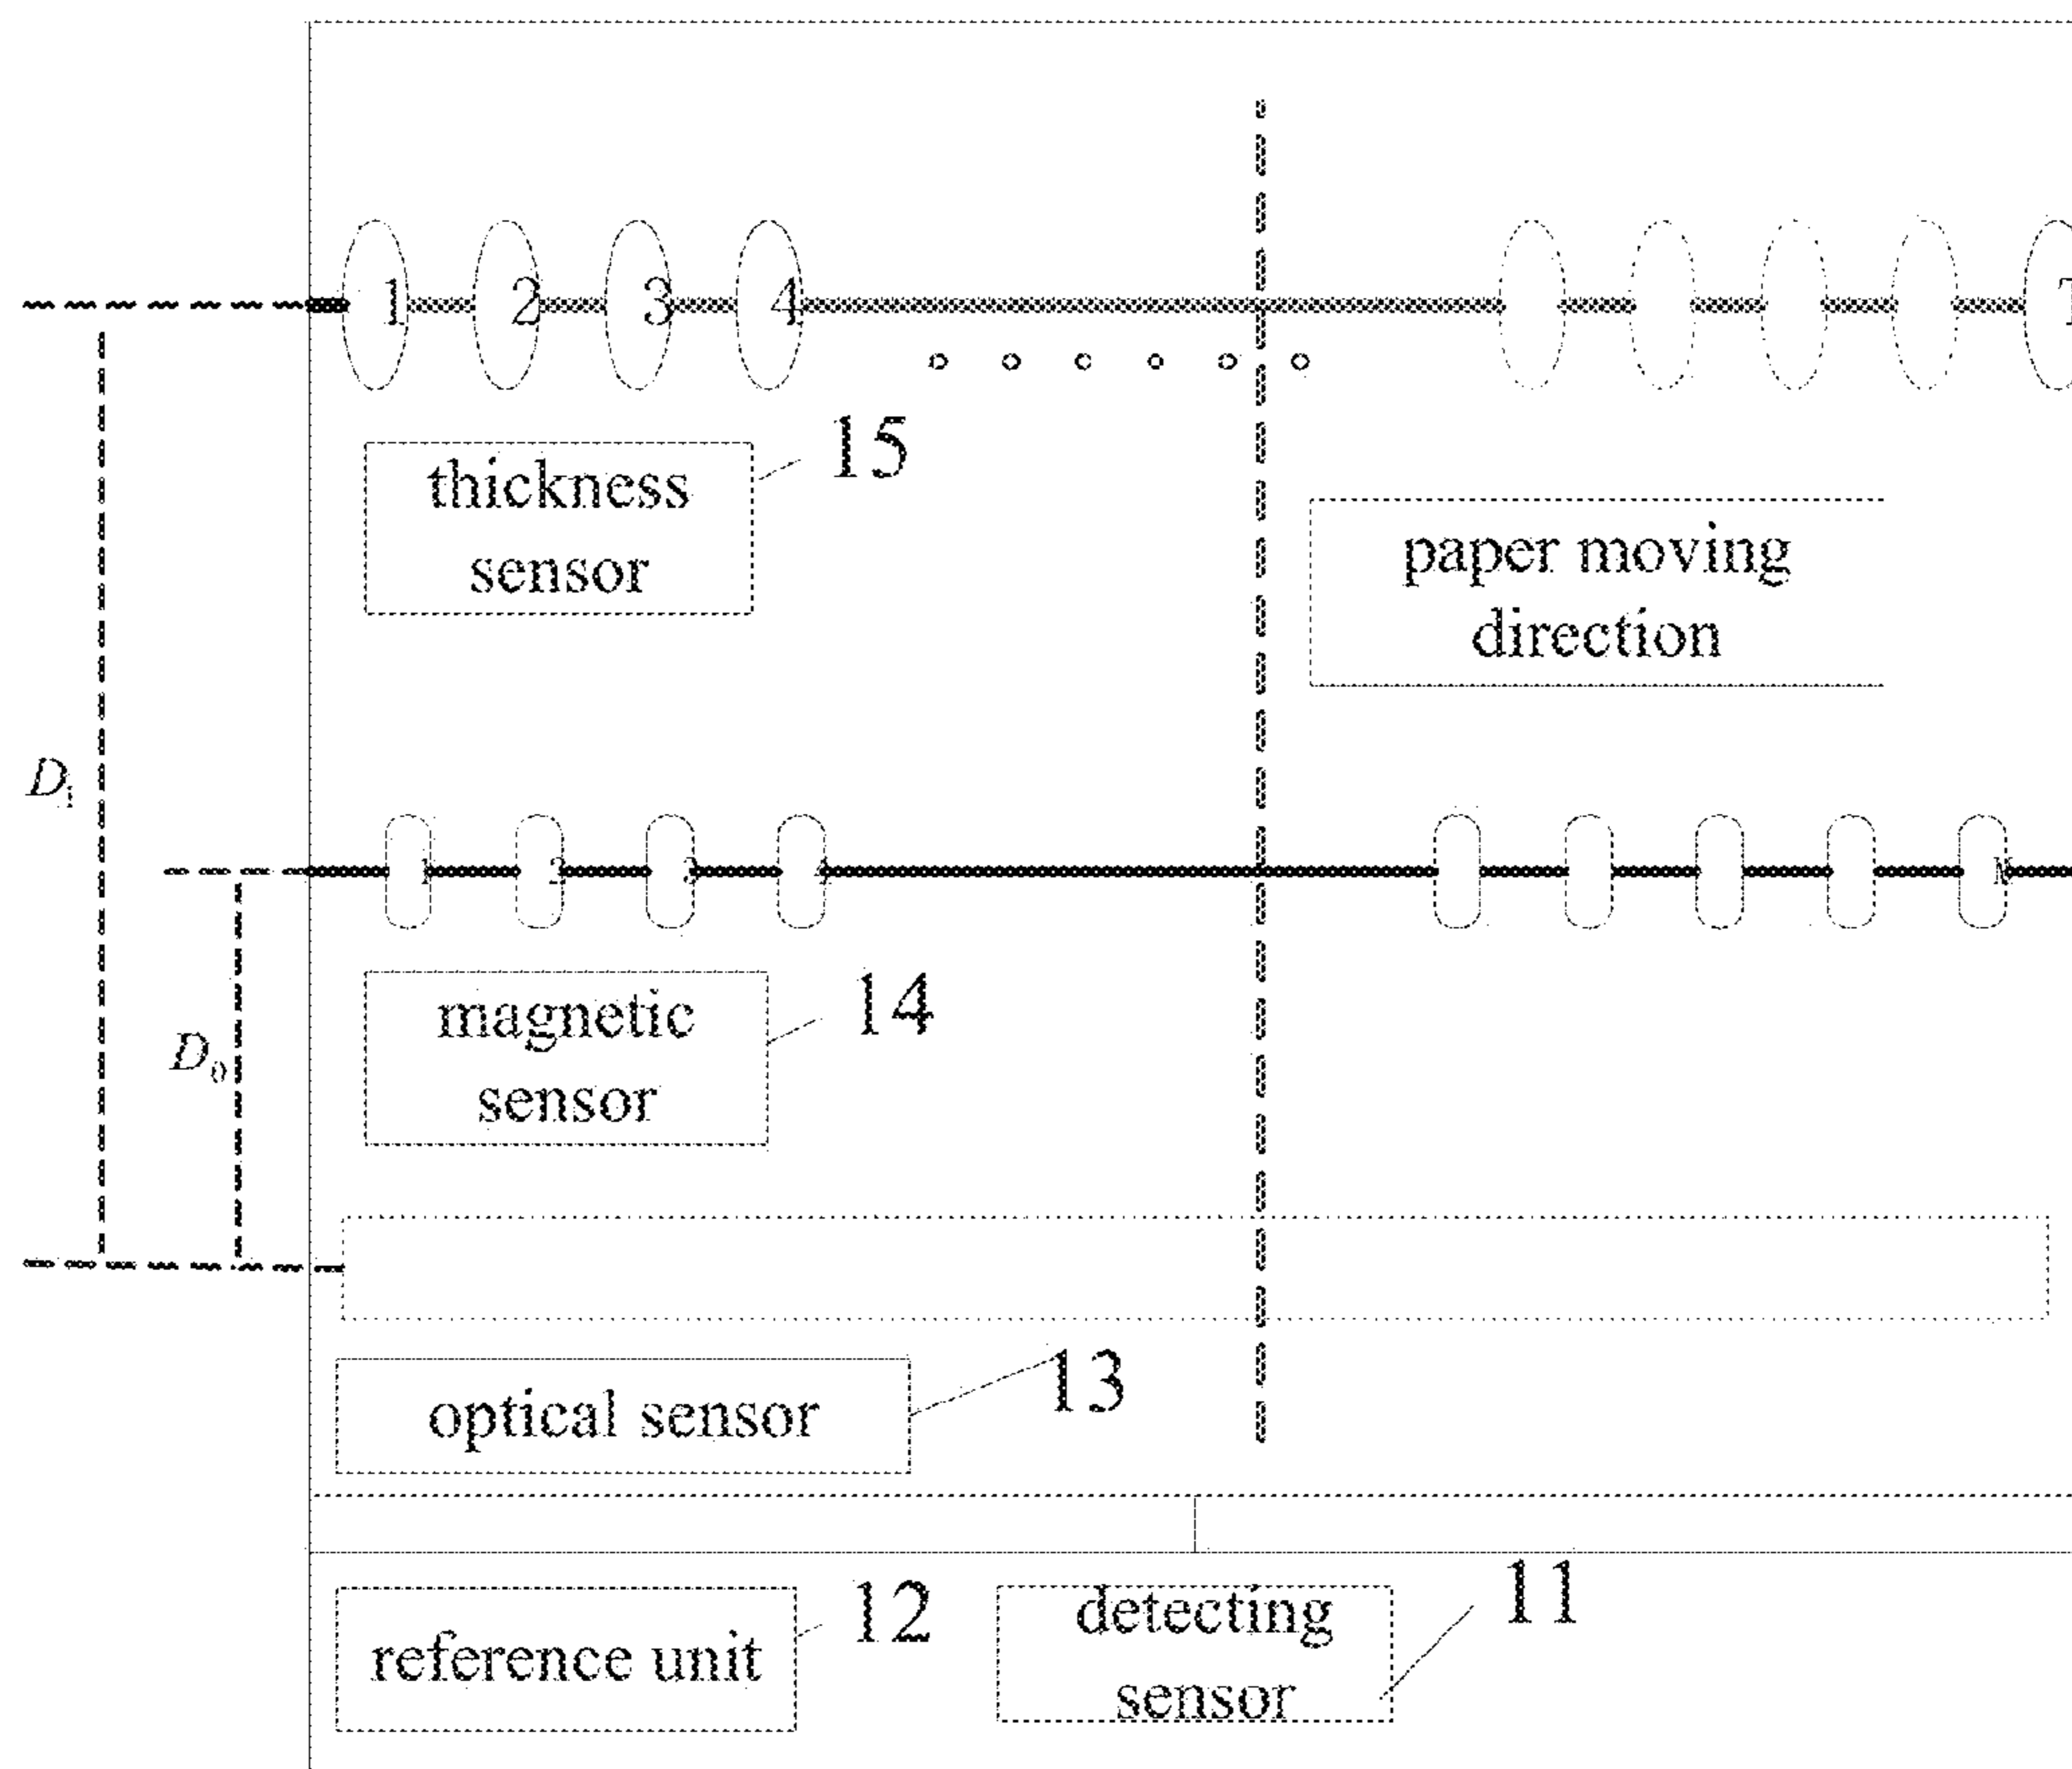 1 2 3 4 T
15
thickness
sensor
paper moving
direction
D1
1 2 3 4 N
14
magnetic
sensor
D0
13
optical sensor
12
reference unit
11
detecting
sensor